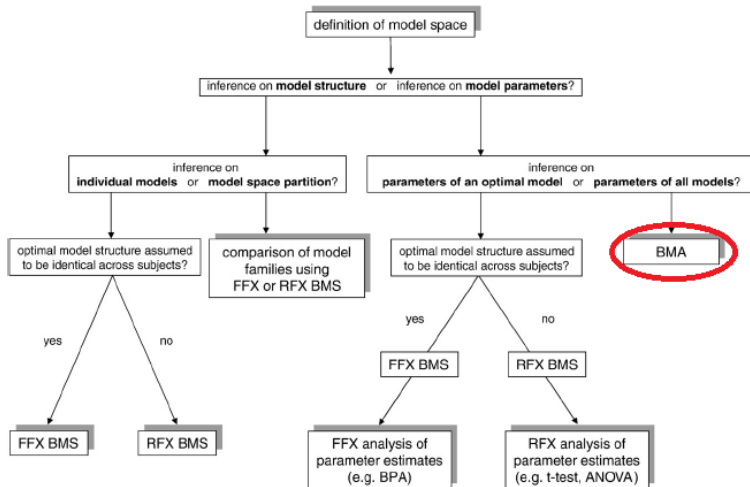 definition of model space
inference on model structure or inference on model parameters?
inference on
individual models or model space partition?
inference on
parameters of an optimal model or parameters of all models?
optimal model structure assumed
to be identical across subjects?
comparison of model
families using
FFX or RFX BMS
optimal model structure assumed
to be identical across subjects?
BMA
yes
no
yes
no
FFX BMS
RFX BMS
FFX BMS
RFX BMS
FFX analysis of
parameter estimates
(e.g. BPA)
RFX analysis of
parameter estimates
(e.g. t-test, ANOVA)